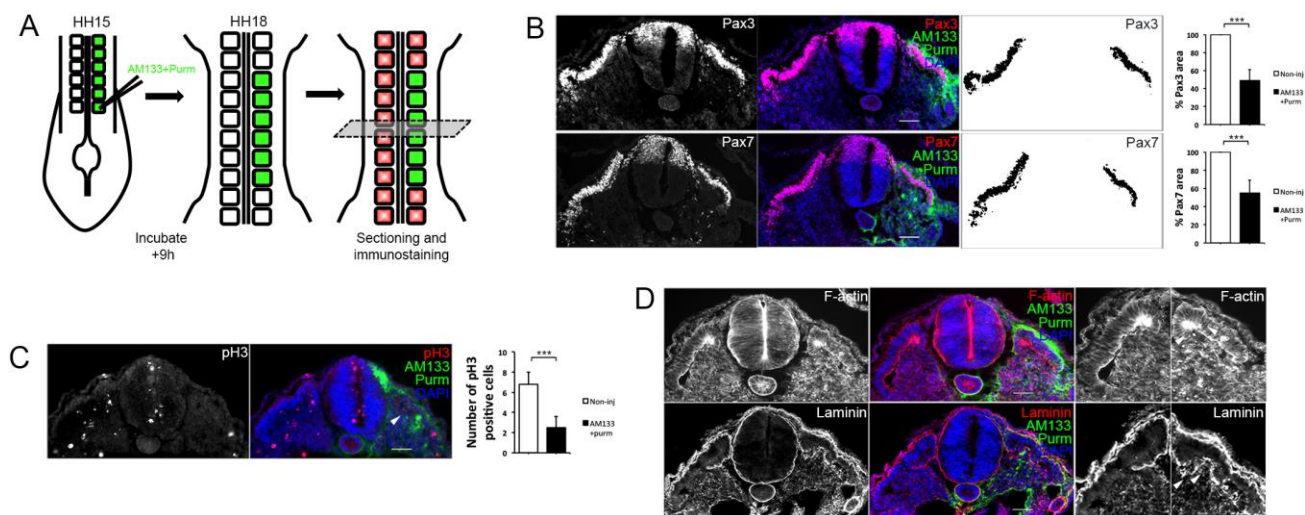 A
HH15
HH18
AM133+Purm
Incubate
+9h
Sectioning and
immunostaining
B
Pax3
Pax3
AM133
Purm
DAPI
Pax3
% Pax3 area
100
80
60
40
20
0
***
Non-inj
AM133
+Purm
Pax7
Pax7
AM133
Purm
DAPI
Pax7
% Pax7 area
100
80
60
40
20
0
***
Non-inj
AM133
+Purm
C
pH3
pH3
AM133
Purm
DAPI
Number of pH3
positive cells
10
8
6
4
2
0
***
Non-inj
AM133
+purm
D
F-actin
F-actin
AM133
Purm
DAPI
F-actin
Laminin
Laminin
AM133
Purm
DAPI
Laminin